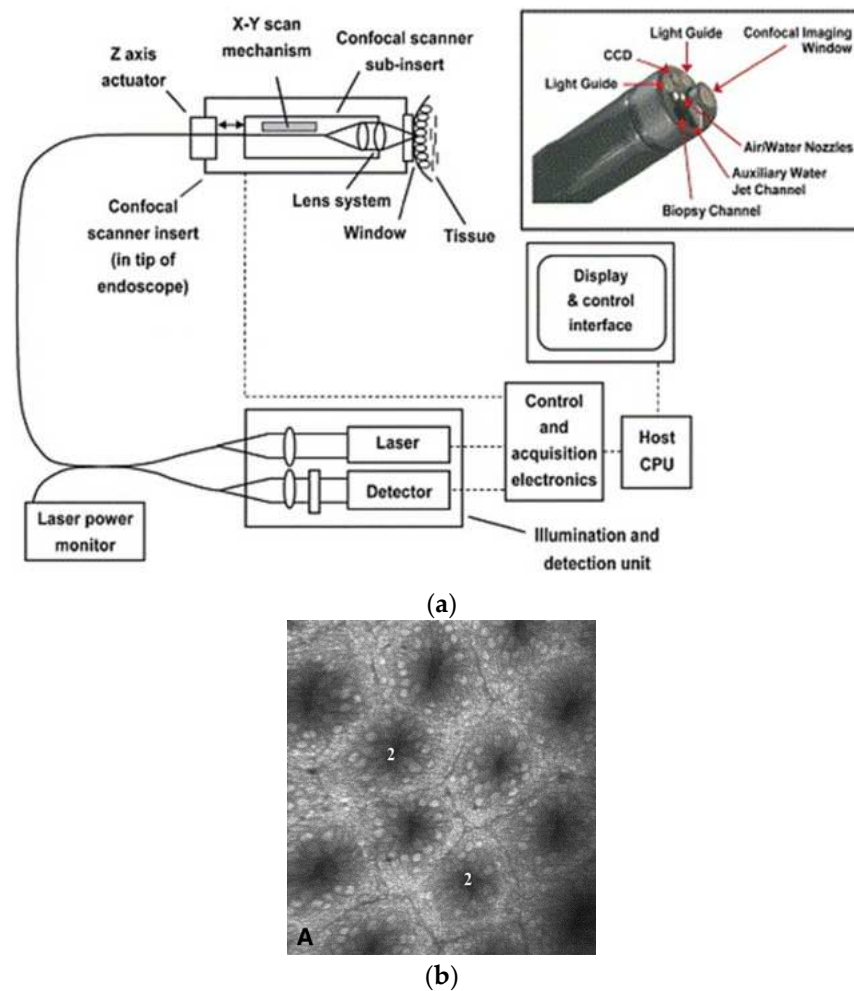 X-Y scan
mechanism
Confocal scanner
sub-insert
Z axis
actuator
Lens system
Window
Tissue
Confocal
scanner insert
(in tip of
endoscope)
Light Guide
CCD
Confocal Imaging
Window
Light Guide
Air/Water Nozzles
Auxiliary Water
Jet Channel
Biopsy Channel
Display
& control
interface
Control
and
acquisition
electronics
Host
CPU
Laser
Detector
Laser power
monitor
Illumination and
detection unit
(a)
2
2
A
(b)